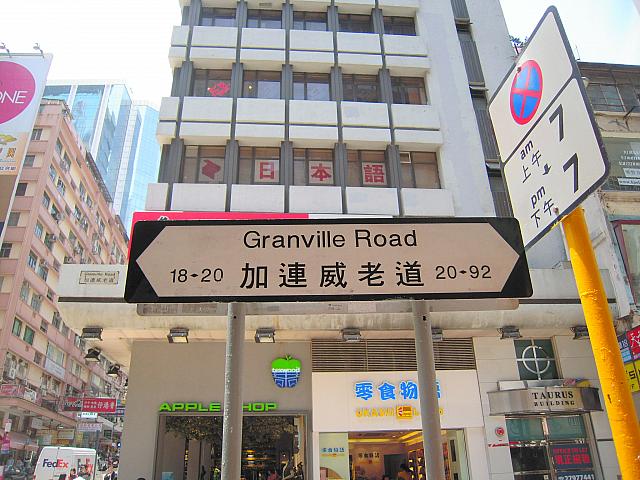 ONE
日本語
7
am
上午
7
pm
下午
Granville Road
18 20
加連威老道
20 92
APPLE SHOP
零食物語
TAURUS
BUILDING
FedEx
27977441